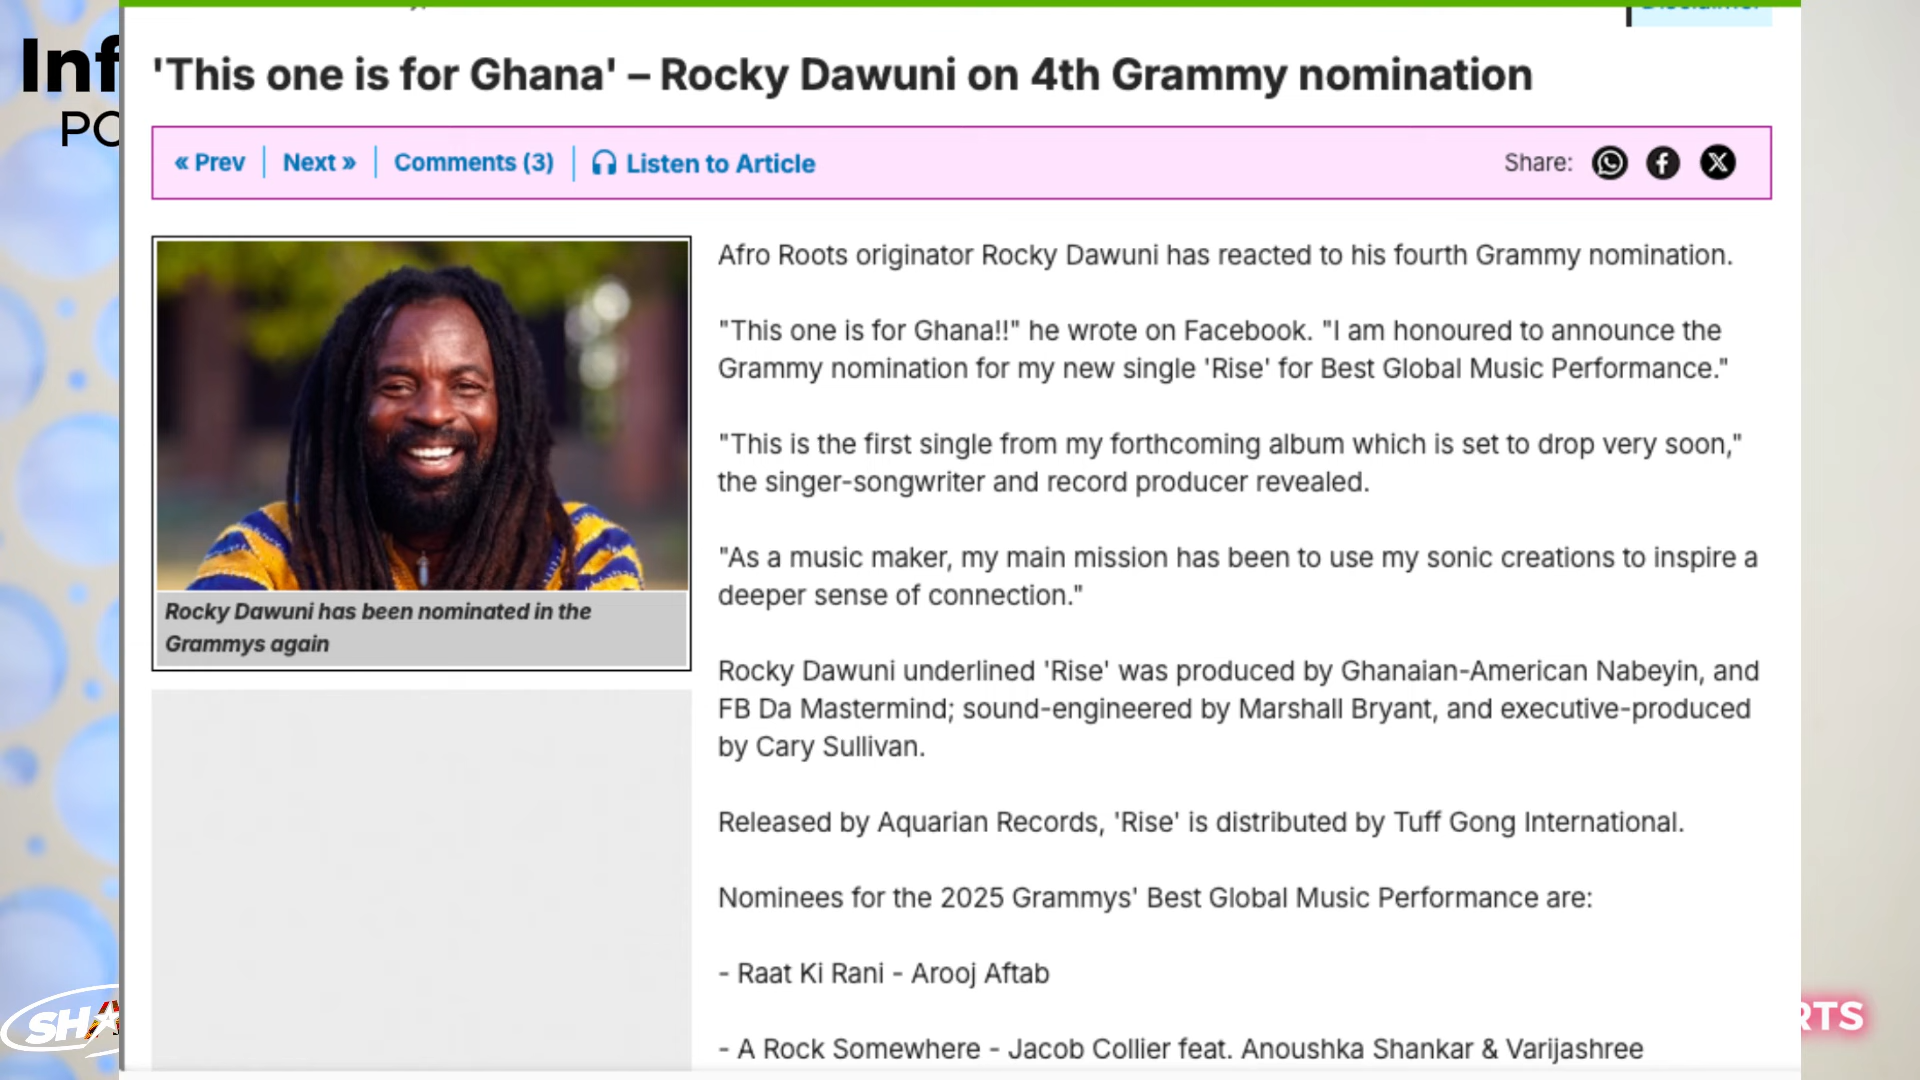 'This one is for Ghana' – Rocky Dawuni on 4th Grammy nomination
« Prev
Next »
Comments (3)
Listen to Article
Share:
Rocky Dawuni has been nominated in the
Grammys again
Afro Roots originator Rocky Dawuni has reacted to his fourth Grammy nomination.
"This one is for Ghana!!" he wrote on Facebook. "I am honoured to announce the
Grammy nomination for my new single 'Rise' for Best Global Music Performance."
"This is the first single from my forthcoming album which is set to drop very soon,"
the singer-songwriter and record producer revealed.
"As a music maker, my main mission has been to use my sonic creations to inspire a
deeper sense of connection."
Rocky Dawuni underlined 'Rise' was produced by Ghanaian-American Nabeyin, and
FB Da Mastermind; sound-engineered by Marshall Bryant, and executive-produced
by Cary Sullivan.
Released by Aquarian Records, 'Rise' is distributed by Tuff Gong International.
Nominees for the 2025 Grammys' Best Global Music Performance are:
- Raat Ki Rani - Arooj Aftab
- A Rock Somewhere - Jacob Collier feat. Anoushka Shankar & Varijashree